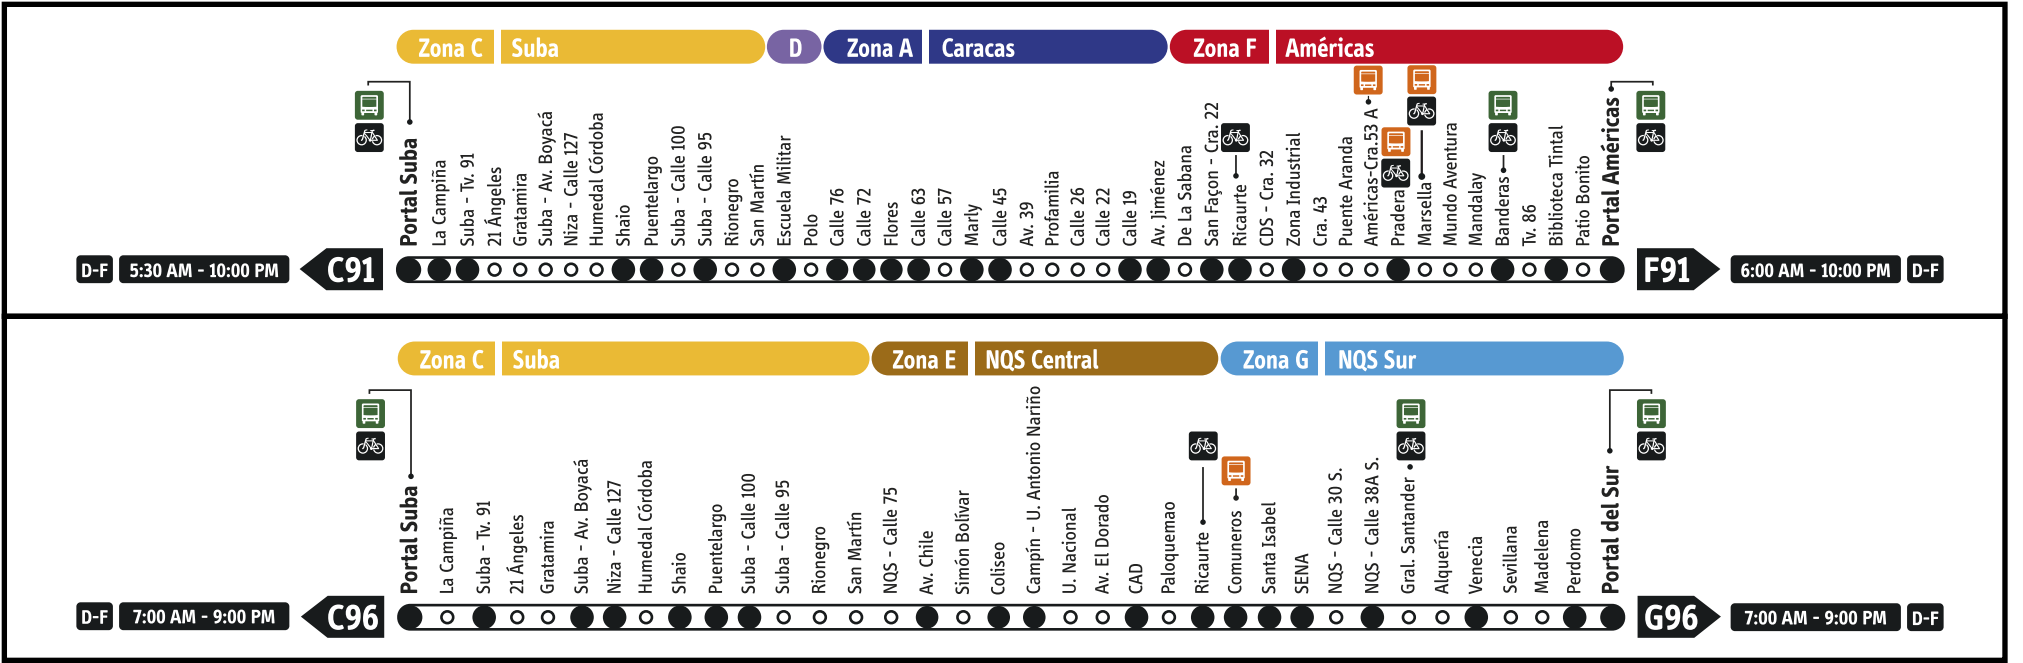 Zona C Suba D Zona A Caracas Zona F Américas
Portal Suba
La Campiña
Suba - Tv. 91
21 Ángeles
Gratamira
Suba - Av. Boyacá
Niza - Calle 127
Humedal Córdoba
Shaio
Puentelargo
Suba - Calle 100
Suba - Calle 95
Rionegro
San Martín
Escuela Militar
Polo
Calle 76
Calle 72
Flores
Calle 63
Calle 57
Marly
Calle 45
Av. 39
Profamilia
Calle 26
Calle 22
Calle 19
Av. Jiménez
De La Sabana
San Façon - Cra. 22
Ricaurte
CDS - Cra. 32
Zona Industrial
Cra. 43
Puente Aranda
Américas-Cra.53 A
Pradera
Marsella
Mundo Aventura
Mandalay
Banderas
Tv. 86
Biblioteca Tintal
Patio Bonito
Portal Américas
D-F 5:30 AM - 10:00 PM C91 F91 6:00 AM - 10:00 PM D-F
Zona C Suba Zona E NQS Central Zona G NQS Sur
Portal Suba
La Campiña
Suba - Tv. 91
21 Ángeles
Gratamira
Suba - Av. Boyacá
Niza - Calle 127
Humedal Córdoba
Shaio
Puentelargo
Suba - Calle 100
Suba - Calle 95
Rionegro
San Martín
NQS - Calle 75
Av. Chile
Simón Bolívar
Coliseo
Campín - U. Antonio Nariño
U. Nacional
Av. El Dorado
CAD
Paloquemao
Ricaurte
Comuneros
Santa Isabel
SENA
NQS - Calle 30 S.
NQS - Calle 38A S.
Gral. Santander
Alquería
Venecia
Sevillana
Madelena
Perdomo
Portal del Sur
D-F 7:00 AM - 9:00 PM C96 G96 7:00 AM - 9:00 PM D-F